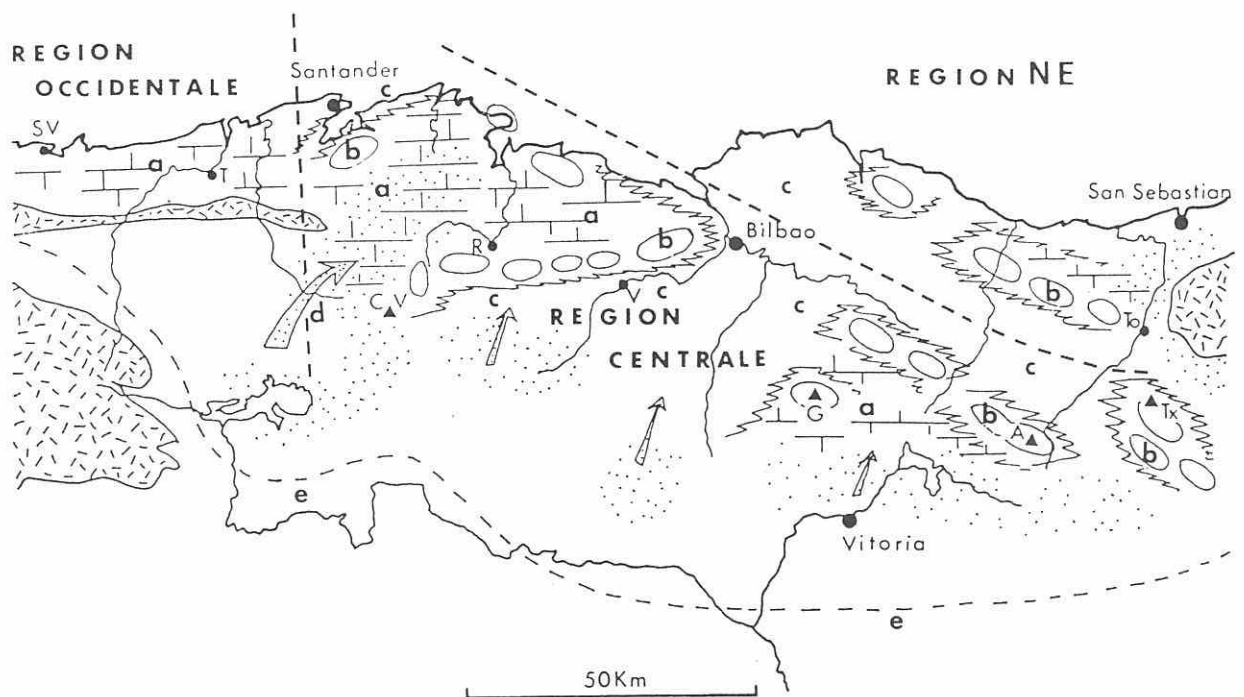 REGION
OCCIDENTALE
Santander
c
REGION NE
SV
a
T
b
a
a
b
R
Bilbao
c
San Sebastian
b
To
d
C V
c
V
c
REGION
CENTRALE
c
c
G
a
b
A
Tx
b
e
Vitoria
e
50Km